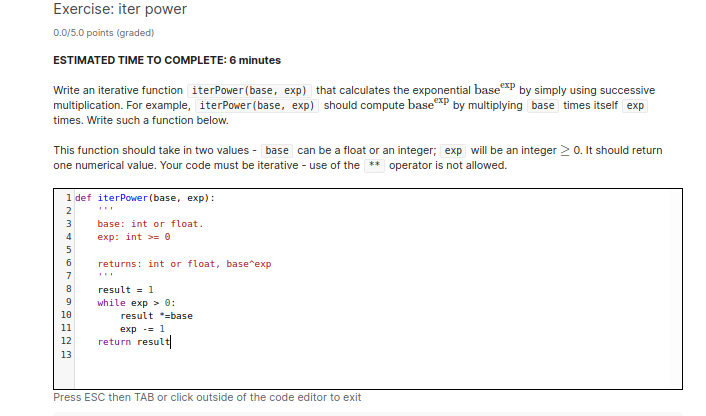 Exercise: iter power
0.0/5.0 points (graded)
ESTIMATED TIME TO COMPLETE: 6 minutes
Write an iterative function iterPower(base, exp) that calculates the exponential base^exp by simply using successive
multiplication. For example, iterPower(base, exp) should compute base^exp by multiplying base times itself exp
times. Write such a function below.
This function should take in two values - base can be a float or an integer; exp will be an integer ≥ 0. It should return
one numerical value. Your code must be iterative - use of the ** operator is not allowed.
1 def iterPower(base, exp):
2     '''
3     base: int or float.
4     exp: int >= 0
5
6     returns: int or float, base^exp
7     '''
8     result = 1
9     while exp > 0:
10         result *=base
11         exp -= 1
12     return result
13
Press ESC then TAB or click outside of the code editor to exit